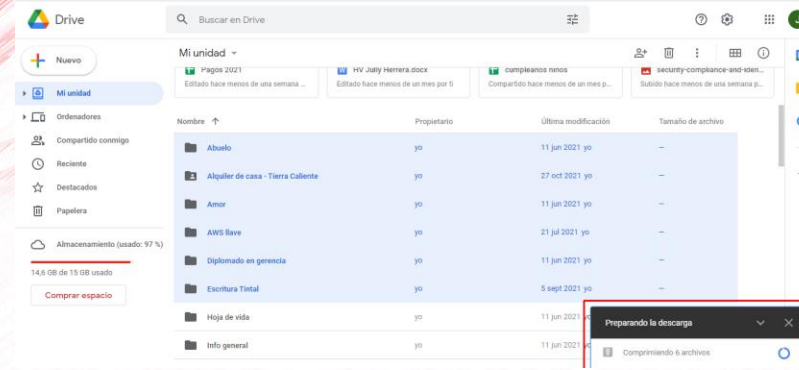 Drive
Buscar en Drive
Nuevo
Mi unidad
Ordenadores
Compartido conmigo
Reciente
Destacados
Papelera
Almacenamiento (usado: 97 %)
14,6 GB de 15 GB usado
Comprar espacio
Mi unidad
Pagos 2021
Editado hace menos de una semana ...
HV Jully Herrera.docx
Editado hace menos de un mes por ti
cumpleaños niños
Compartido hace menos de un mes p...
security-compliance-and-iden...
Subido hace menos de una semana p...
Nombre Propietario Última modificación Tamaño de archivo
Abuelo yo 11 jun 2021 yo –
Alquiler de casa - Tierra Caliente yo 27 oct 2021 yo –
Amor yo 11 jun 2021 yo –
AWS llave yo 21 jul 2021 yo –
Diplomado en gerencia yo 11 jun 2021 yo –
Escritura Tintal yo 5 sept 2021 yo –
Hoja de vida yo 11 jun 2021
Info general yo 11 jun 2021
Preparando la descarga
Comprimiendo 6 archivos